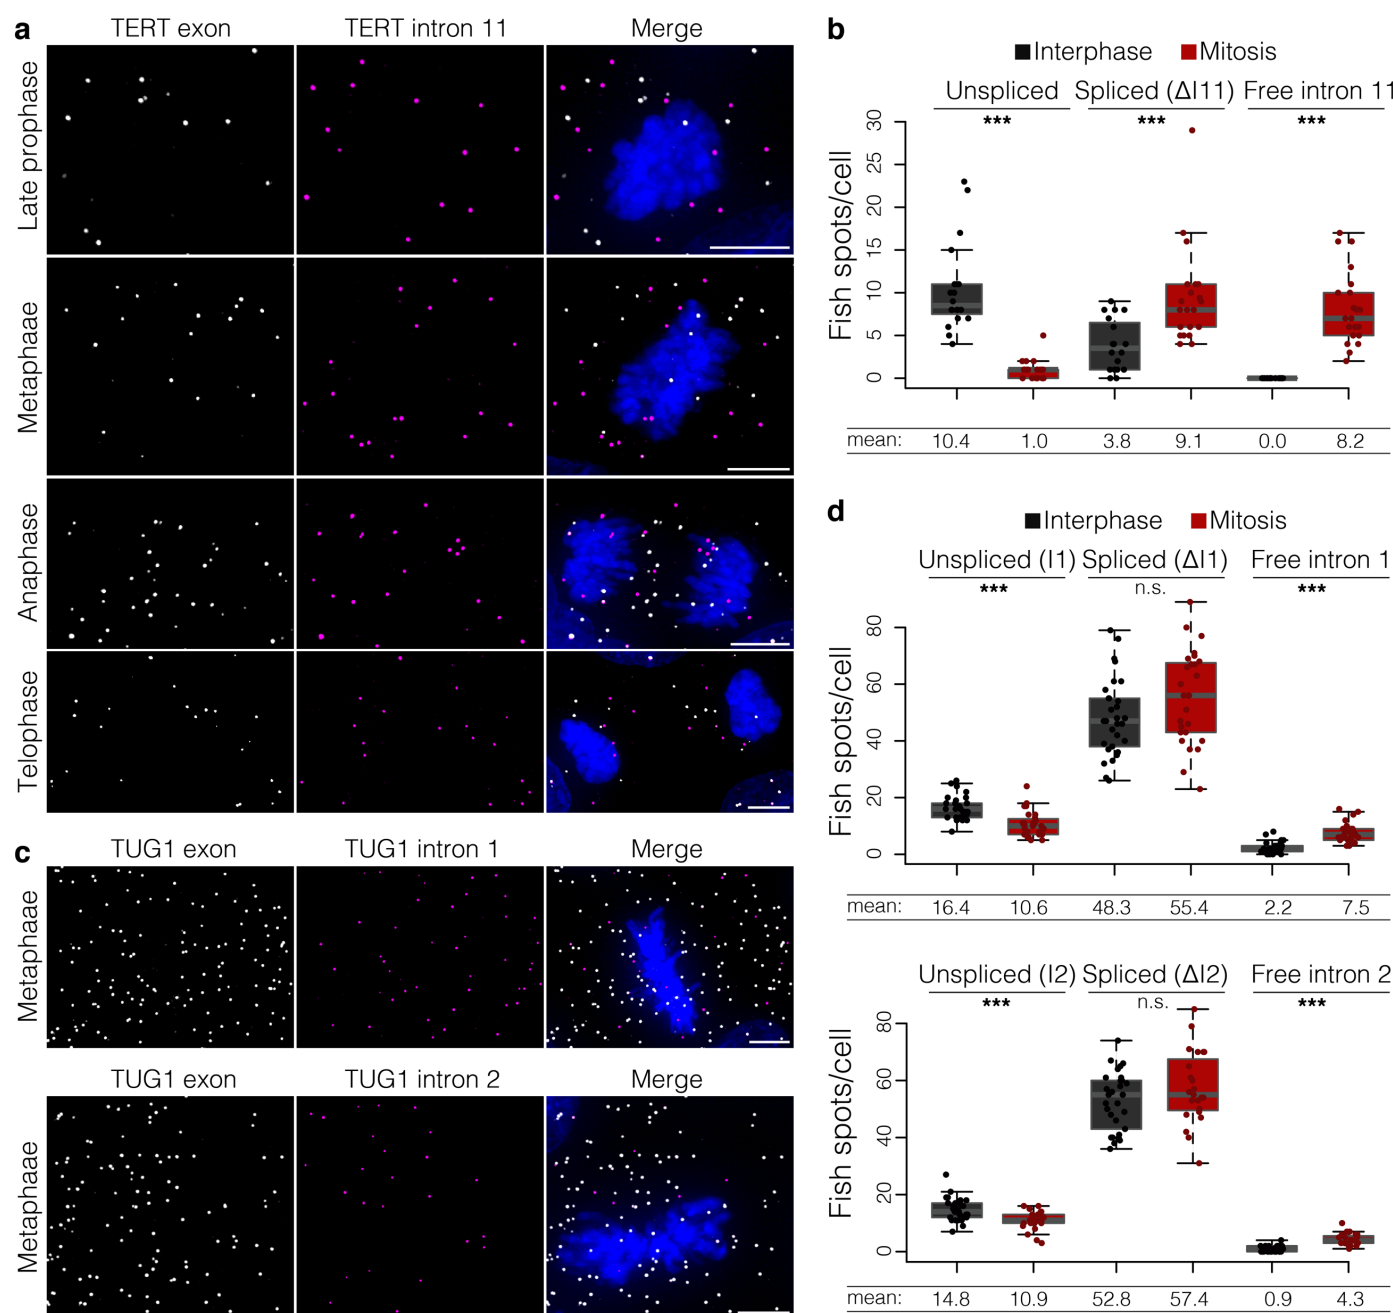 a
TERT exon TERT intron 11 Merge
Late prophase
Metaphaae
Anaphase
Telophase
c
TUG1 exon TUG1 intron 1 Merge
Metaphaae
TUG1 exon TUG1 intron 2 Merge
Metaphaae
b
Interphase Mitosis
Unspliced Spliced (ΔI11) Free intron 11
*** *** ***
Fish spots/cell
30
25
20
15
10
5
0
mean: 10.4 1.0 3.8 9.1 0.0 8.2
d
Interphase Mitosis
Unspliced (I1) Spliced (ΔI1) Free intron 1
*** n.s. ***
Fish spots/cell
80
60
40
20
0
mean: 16.4 10.6 48.3 55.4 2.2 7.5
Unspliced (I2) Spliced (ΔI2) Free intron 2
*** n.s. ***
Fish spots/cell
80
60
40
20
0
mean: 14.8 10.9 52.8 57.4 0.9 4.3